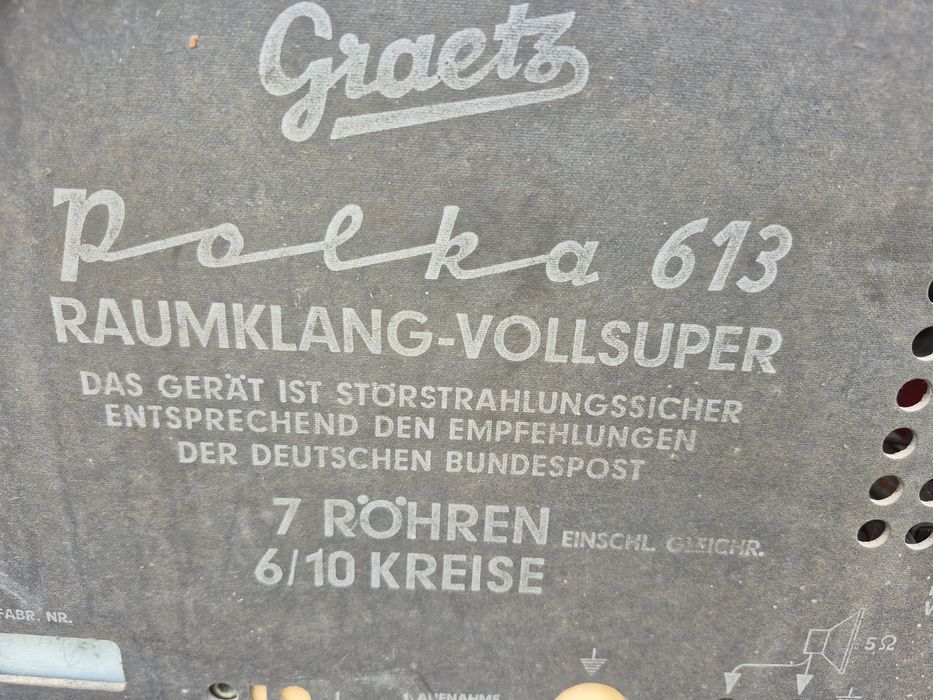 Graetz
Polka 613
RAUMKLANG-VOLLSUPER
DAS GERÄT IST STÖRSTRAHLUNGSSICHER
ENTSPRECHEND DEN EMPFEHLUNGEN
DER DEUTSCHEN BUNDESPOST
7 RÖHREN EINSCHL. GLEICHR.
6/10 KREISE
FABR. NR.
5Ω